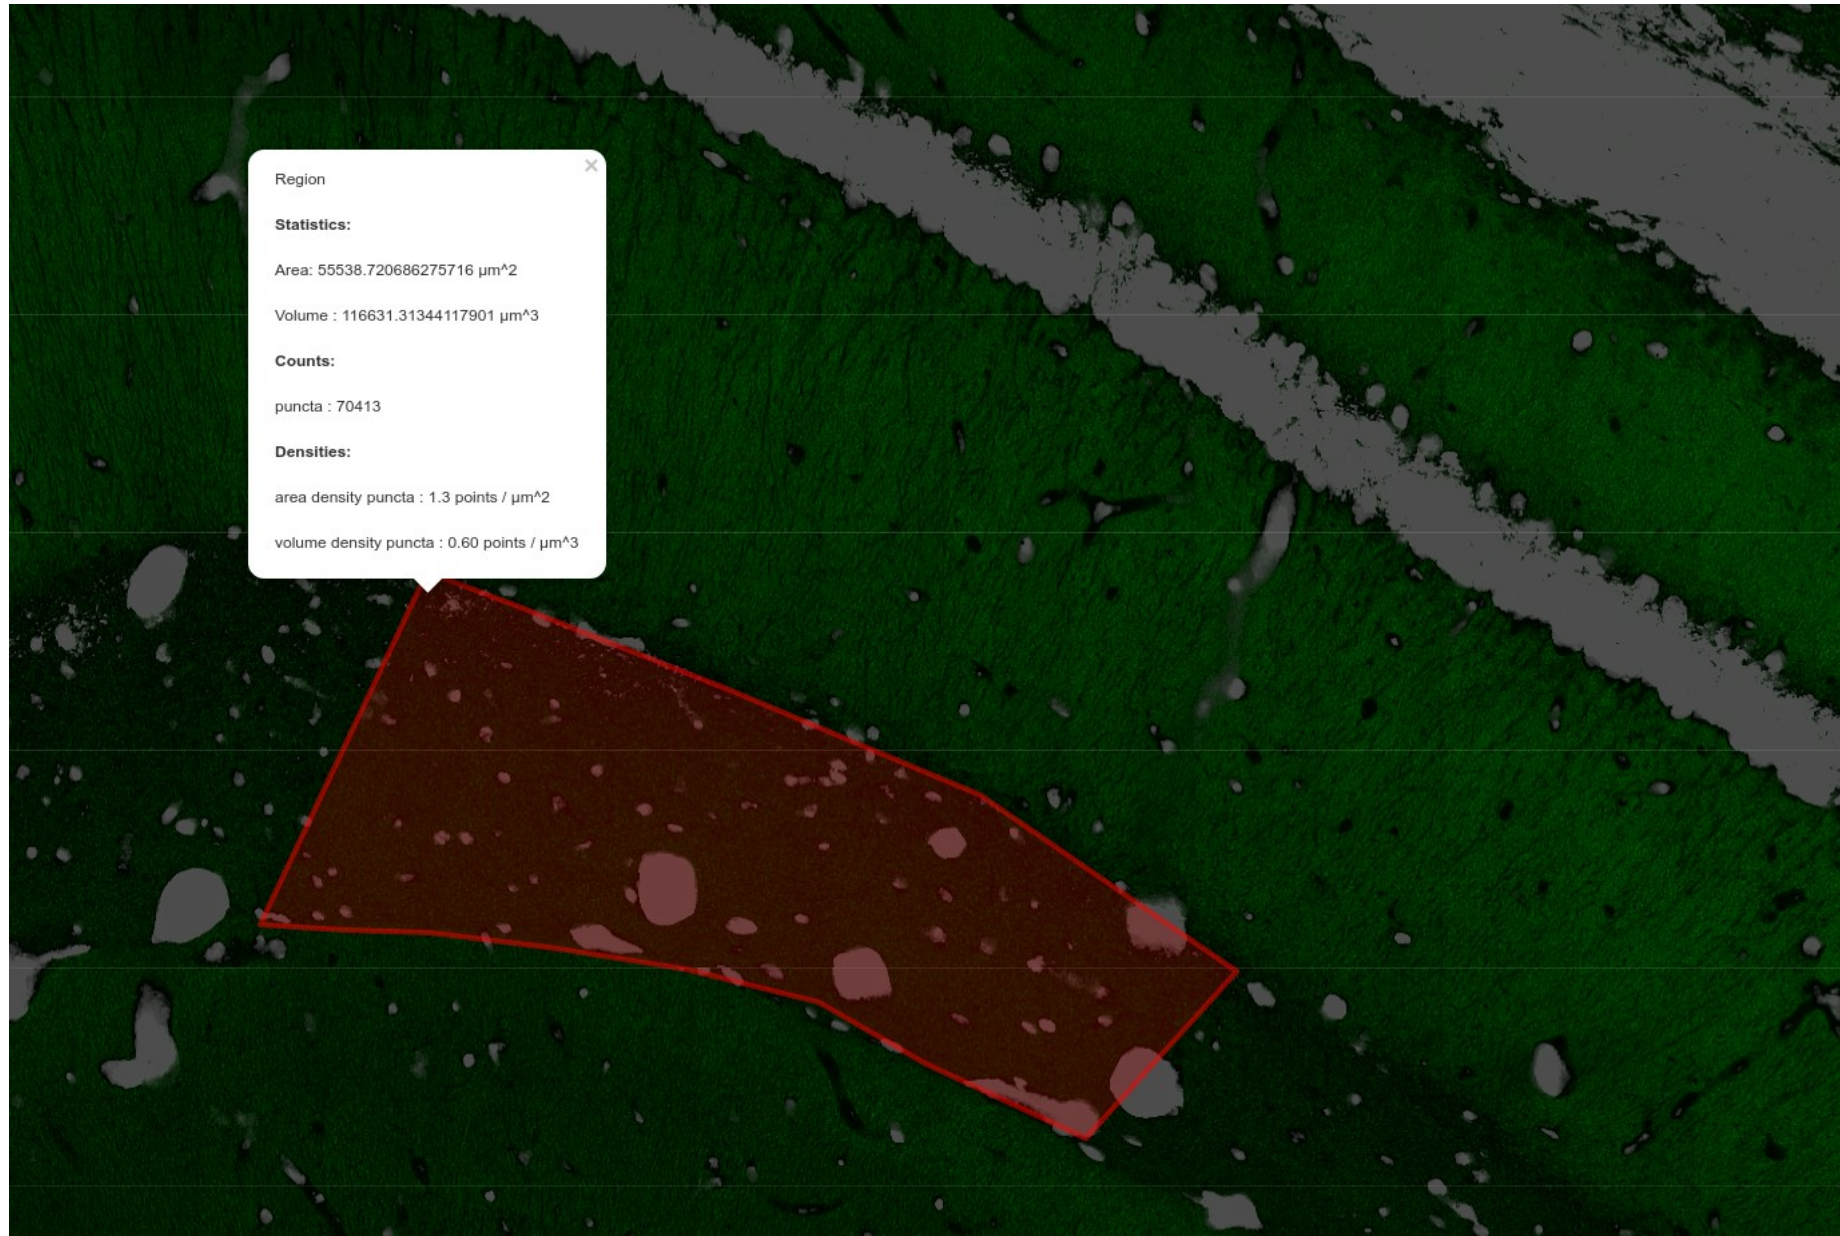 Region
Statistics:
Area: 55538.720686275716 µm^2
Volume : 116631.31344117901 µm^3
Counts:
puncta : 70413
Densities:
area density puncta : 1.3 points / µm^2
volume density puncta : 0.60 points / µm^3